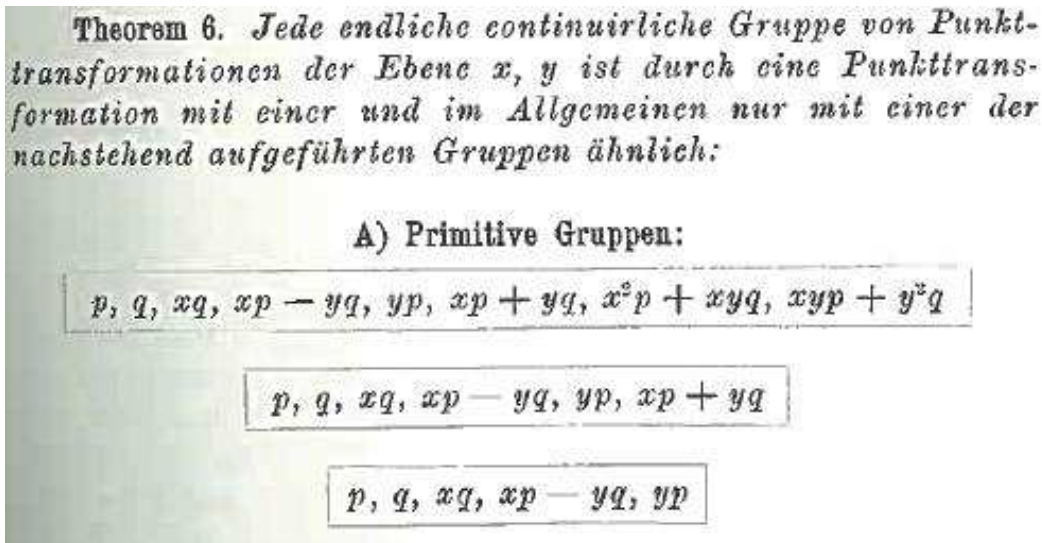 Theorem 6. Jede endliche continuirliche Gruppe von Punkt-
transformationen der Ebene x, y ist durch eine Punkttrans-
formation mit einer und im Allgemeinen nur mit einer der
nachstehend aufgeführten Gruppen ähnlich:
A) Primitive Gruppen:
p, q, xq, xp − yq, yp, xp + yq, x²p + xyq, xyp + y²q
p, q, xq, xp − yq, yp, xp + yq
p, q, xq, xp − yq, yp